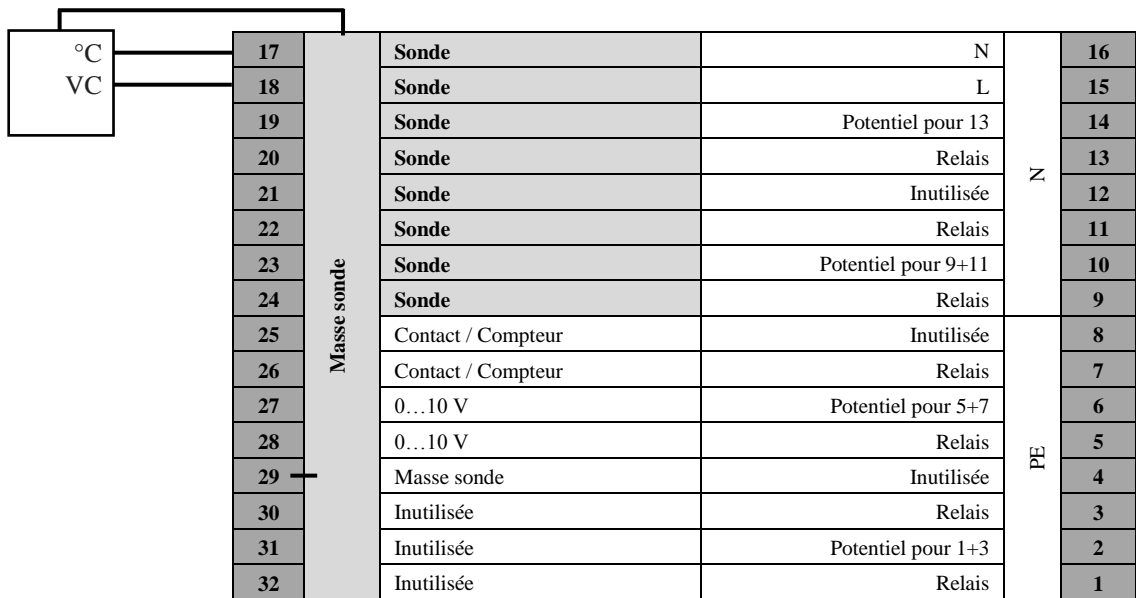 °C
VC
17 Sonde N 16
18 Sonde L 15
19 Sonde Potentiel pour 13 14
20 Sonde Relais 13
21 Sonde Inutilisée 12
22 Sonde Relais 11
23 Sonde Potentiel pour 9+11 10
24 Sonde Relais 9
25 Contact / Compteur Inutilisée 8
26 Contact / Compteur Relais 7
27 0…10 V Potentiel pour 5+7 6
28 0…10 V Relais 5
29 Masse sonde Inutilisée 4
30 Inutilisée Relais 3
31 Inutilisée Potentiel pour 1+3 2
32 Inutilisée Relais 1
Masse sonde
N
PE